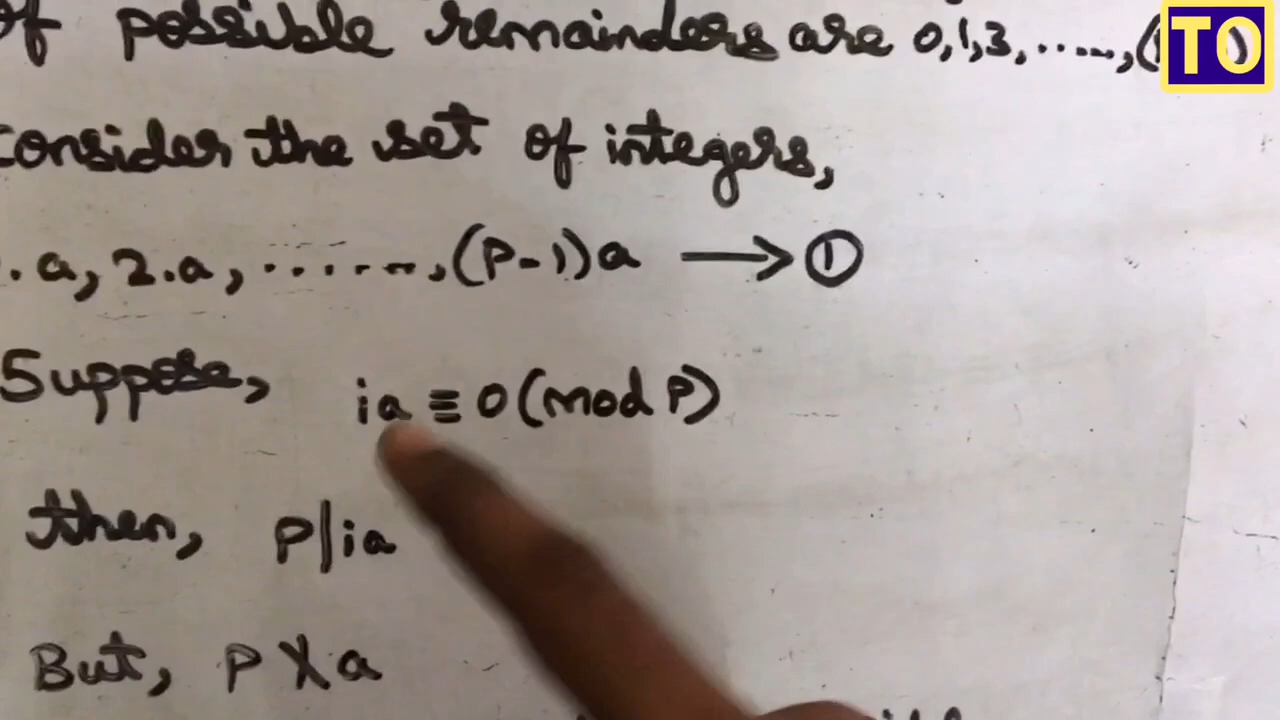 of possible remainders are 0,1,3,.....,(
TO
consider the set of integers,
.a, 2.a, ......., (P-1)a ⟶ ①
Suppose, ia ≡ 0 (mod P)
then, P|ia
But, P∤a